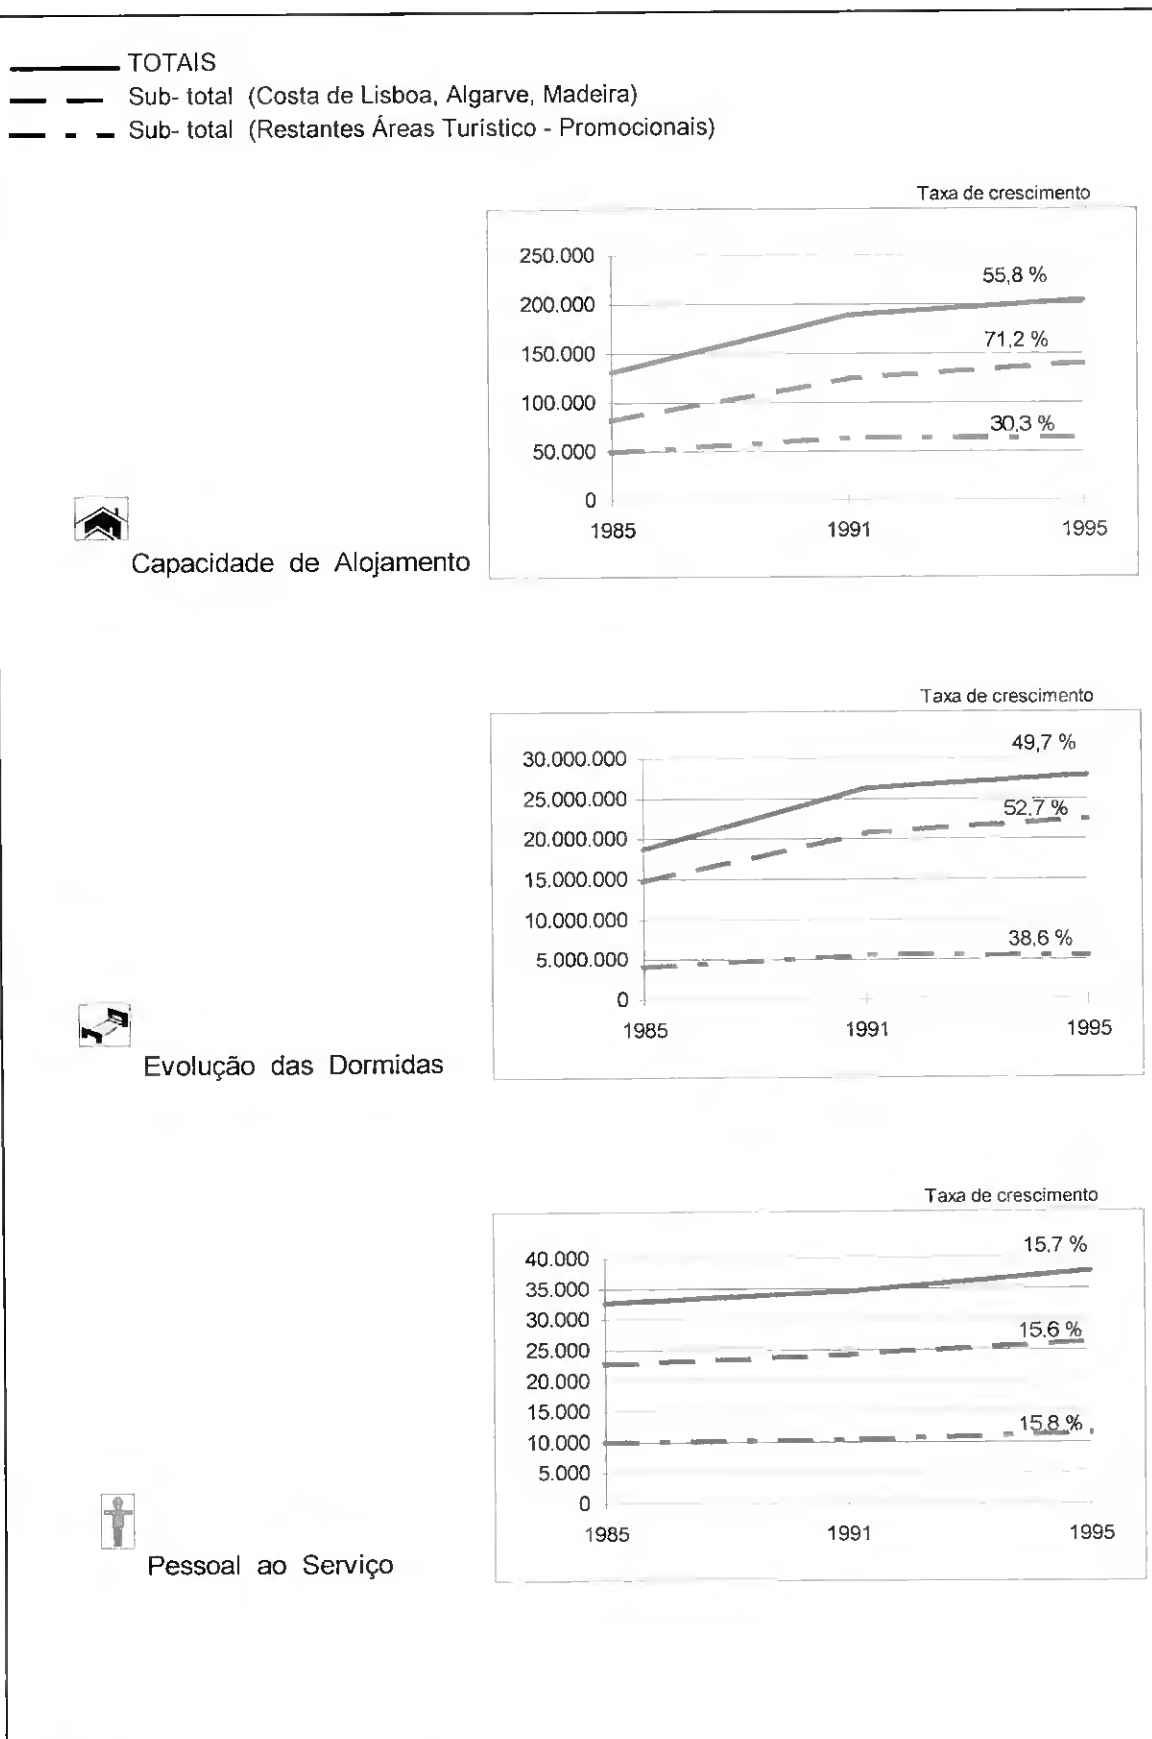 TOTAIS
Sub- total (Costa de Lisboa, Algarve, Madeira)
Sub- total (Restantes Áreas Turístico - Promocionais)
Taxa de crescimento
250.000
200.000
150.000
100.000
50.000
0
55,8 %
71,2 %
30,3 %
1985 1991 1995
Capacidade de Alojamento
Taxa de crescimento
30.000.000
25.000.000
20.000.000
15.000.000
10.000.000
5.000.000
0
49,7 %
52,7 %
38,6 %
1985 1991 1995
Evolução das Dormidas
Taxa de crescimento
40.000
35.000
30.000
25.000
20.000
15.000
10.000
5.000
0
15,7 %
15,6 %
15,8 %
1985 1991 1995
Pessoal ao Serviço